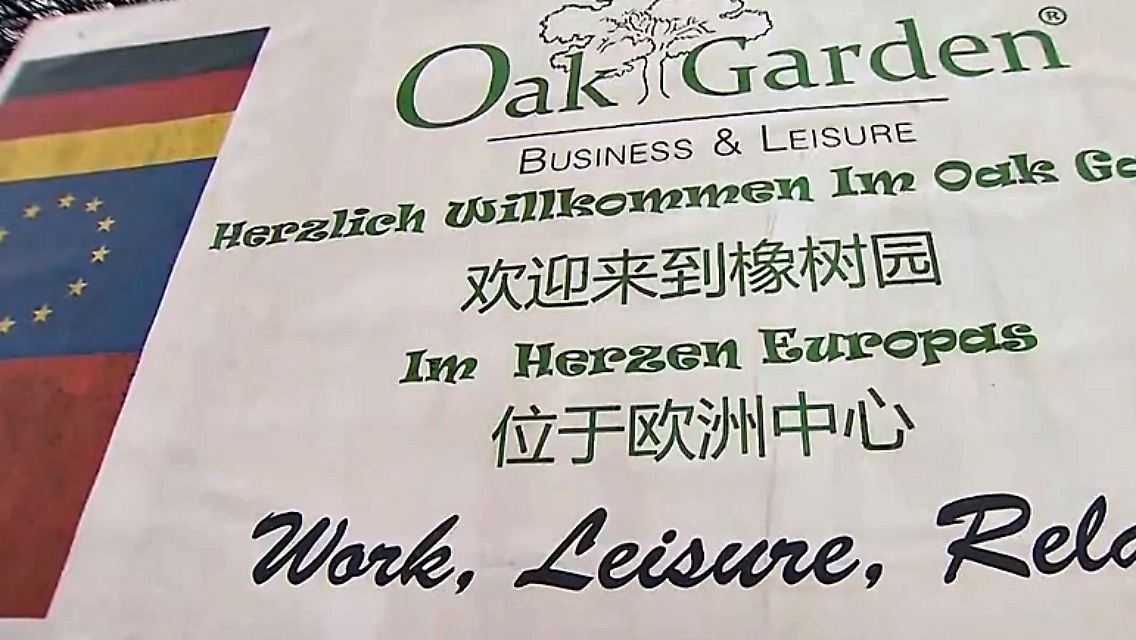 Oak Garden®
BUSINESS & LEISURE
Herzlich Willkommen Im Oak
欢迎来到橡树园
Im Herzen Europas
位于欧洲中心
Work, Leisure,